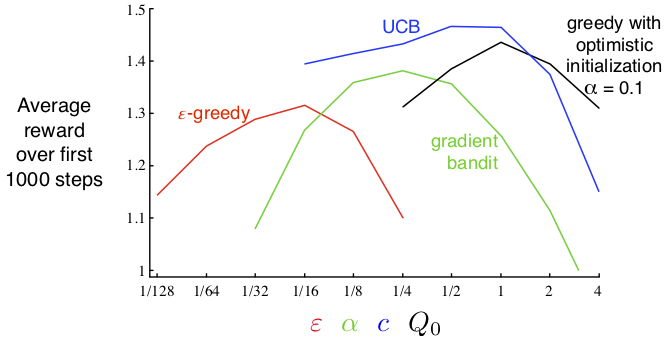 1.5
1.4
1.3
1.2
1.1
1
Average
reward
over first
1000 steps
ε-greedy
UCB
greedy with
optimistic
initialization
α = 0.1
gradient
bandit
1/128 1/64 1/32 1/16 1/8 1/4 1/2 1 2 4
ε α c Q₀